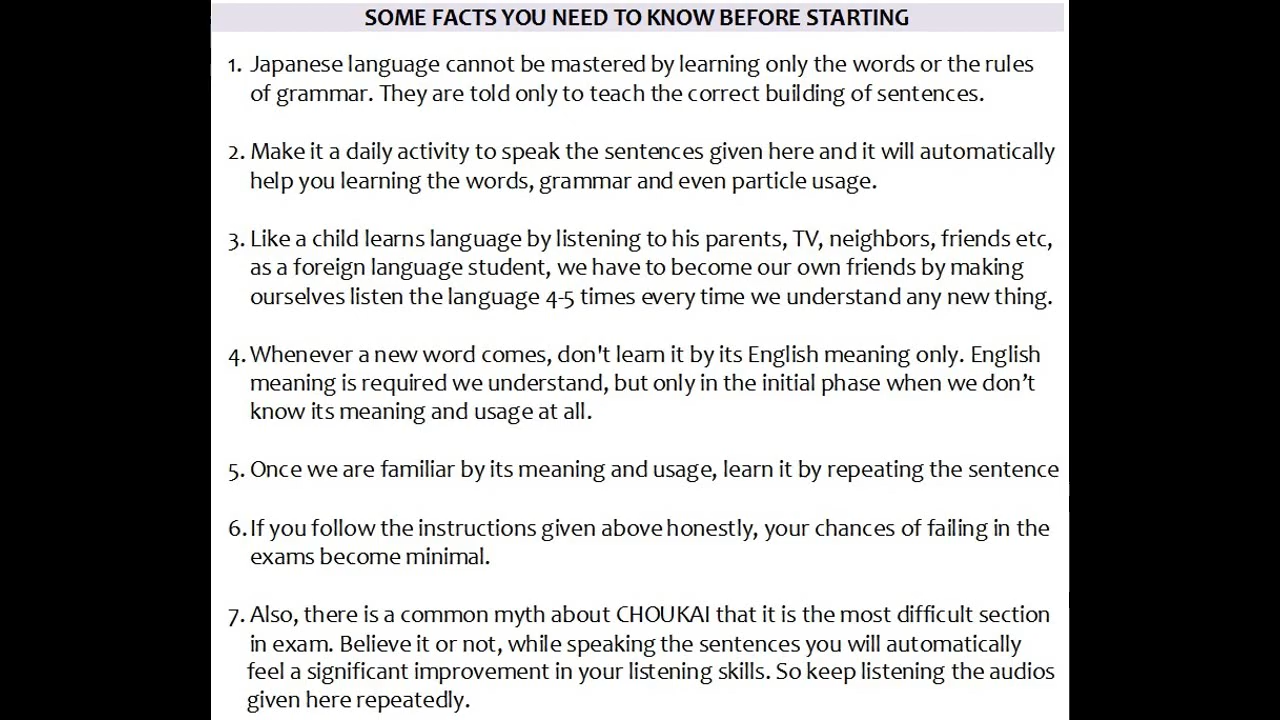 SOME FACTS YOU NEED TO KNOW BEFORE STARTING
1. Japanese language cannot be mastered by learning only the words or the rules
of grammar. They are told only to teach the correct building of sentences.
2. Make it a daily activity to speak the sentences given here and it will automatically
help you learning the words, grammar and even particle usage.
3. Like a child learns language by listening to his parents, TV, neighbors, friends etc,
as a foreign language student, we have to become our own friends by making
ourselves listen the language 4-5 times every time we understand any new thing.
4. Whenever a new word comes, don't learn it by its English meaning only. English
meaning is required we understand, but only in the initial phase when we don’t
know its meaning and usage at all.
5. Once we are familiar by its meaning and usage, learn it by repeating the sentence
6. If you follow the instructions given above honestly, your chances of failing in the
exams become minimal.
7. Also, there is a common myth about CHOUKAI that it is the most difficult section
in exam. Believe it or not, while speaking the sentences you will automatically
feel a significant improvement in your listening skills. So keep listening the audios
given here repeatedly.